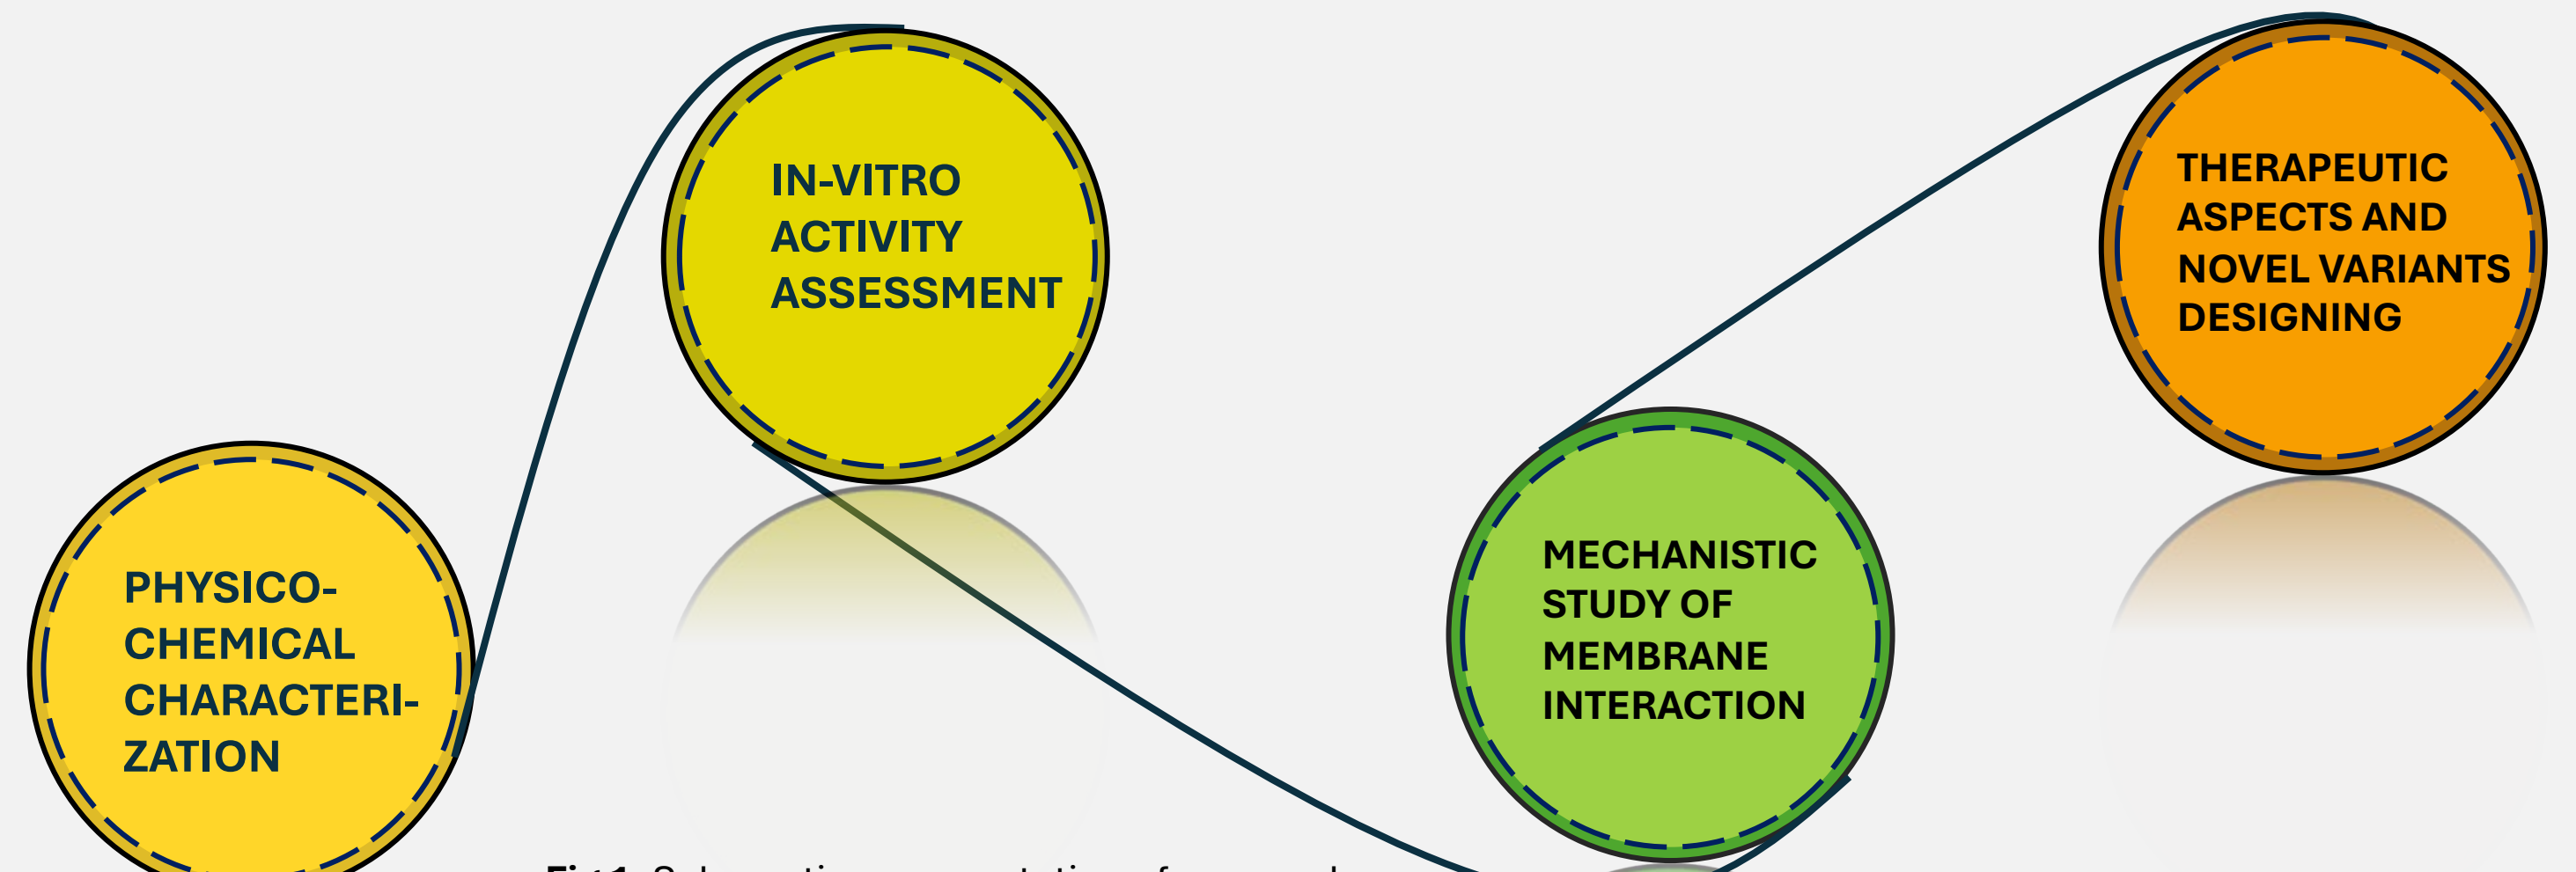 PHYSICO-
CHEMICAL
CHARACTERI-
ZATION
IN-VITRO
ACTIVITY
ASSESSMENT
MECHANISTIC
STUDY OF
MEMBRANE
INTERACTION
THERAPEUTIC
ASPECTS AND
NOVEL VARIANTS
DESIGNING